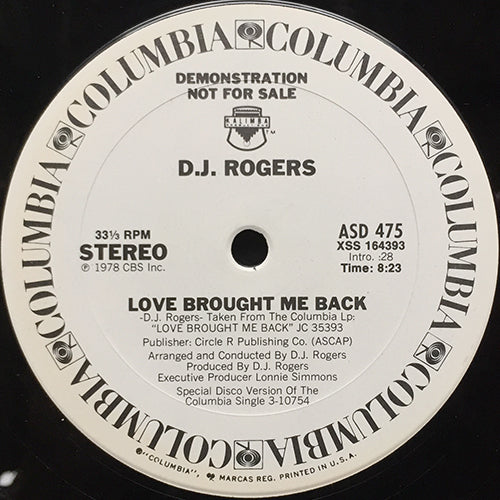 COLUMBIA COLUMBIA COLUMBIA COLUMBIA COLUMBIA COLUMBIA
DEMONSTRATION
NOT FOR SALE
KALIMBA
™
D.J. ROGERS
33⅓ RPM
STEREO
℗ 1978 CBS Inc.
ASD 475
XSS 164393
Intro. :28
Time: 8:23
LOVE BROUGHT ME BACK
-D.J. Rogers- Taken From The Columbia Lp:
"LOVE BROUGHT ME BACK" JC 35393
Publisher: Circle R Publishing Co. (ASCAP)
Arranged and Conducted By D.J. Rogers
Produced By D.J. Rogers
Executive Producer Lonnie Simmons
Special Disco Version Of The
Columbia Single 3-10754
® "COLUMBIA", MARCAS REG. PRINTED IN U.S.A.